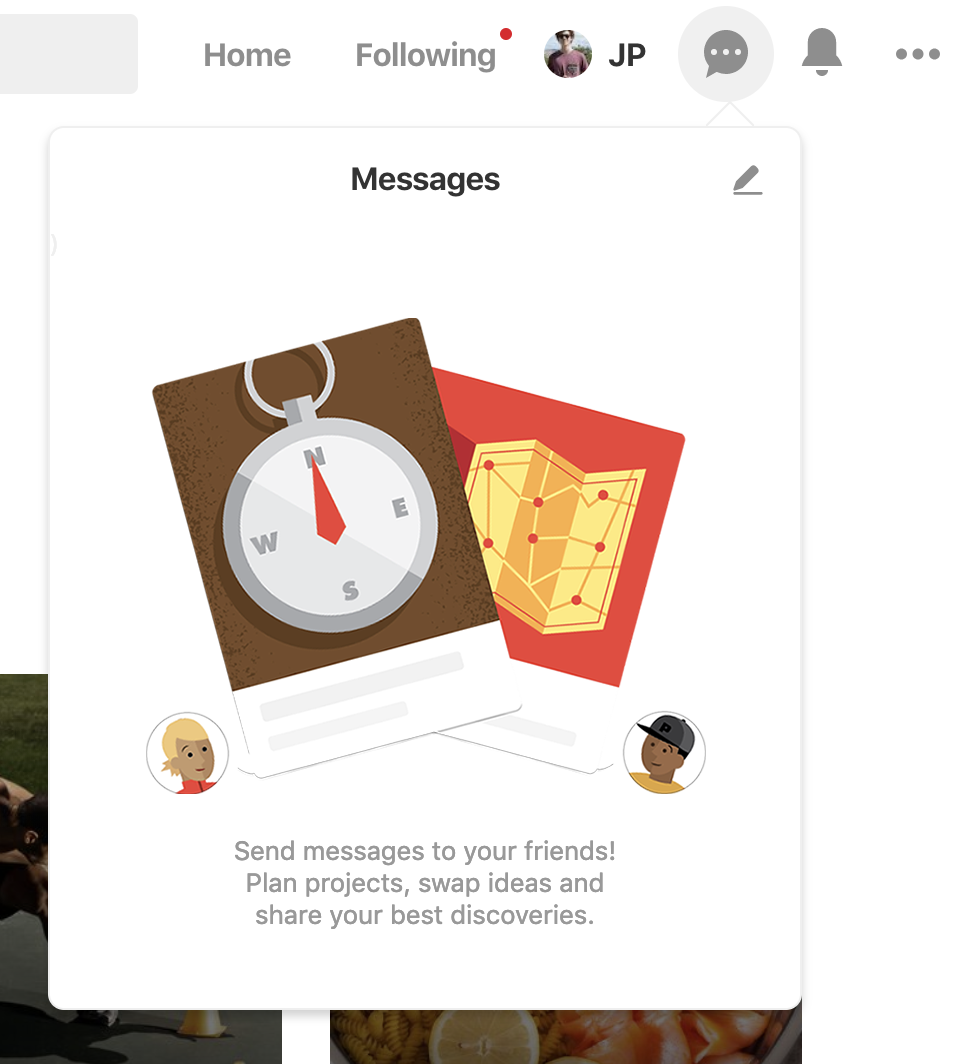 Home Following JP
Messages
N
E
W
S
P
Send messages to your friends!
Plan projects, swap ideas and
share your best discoveries.